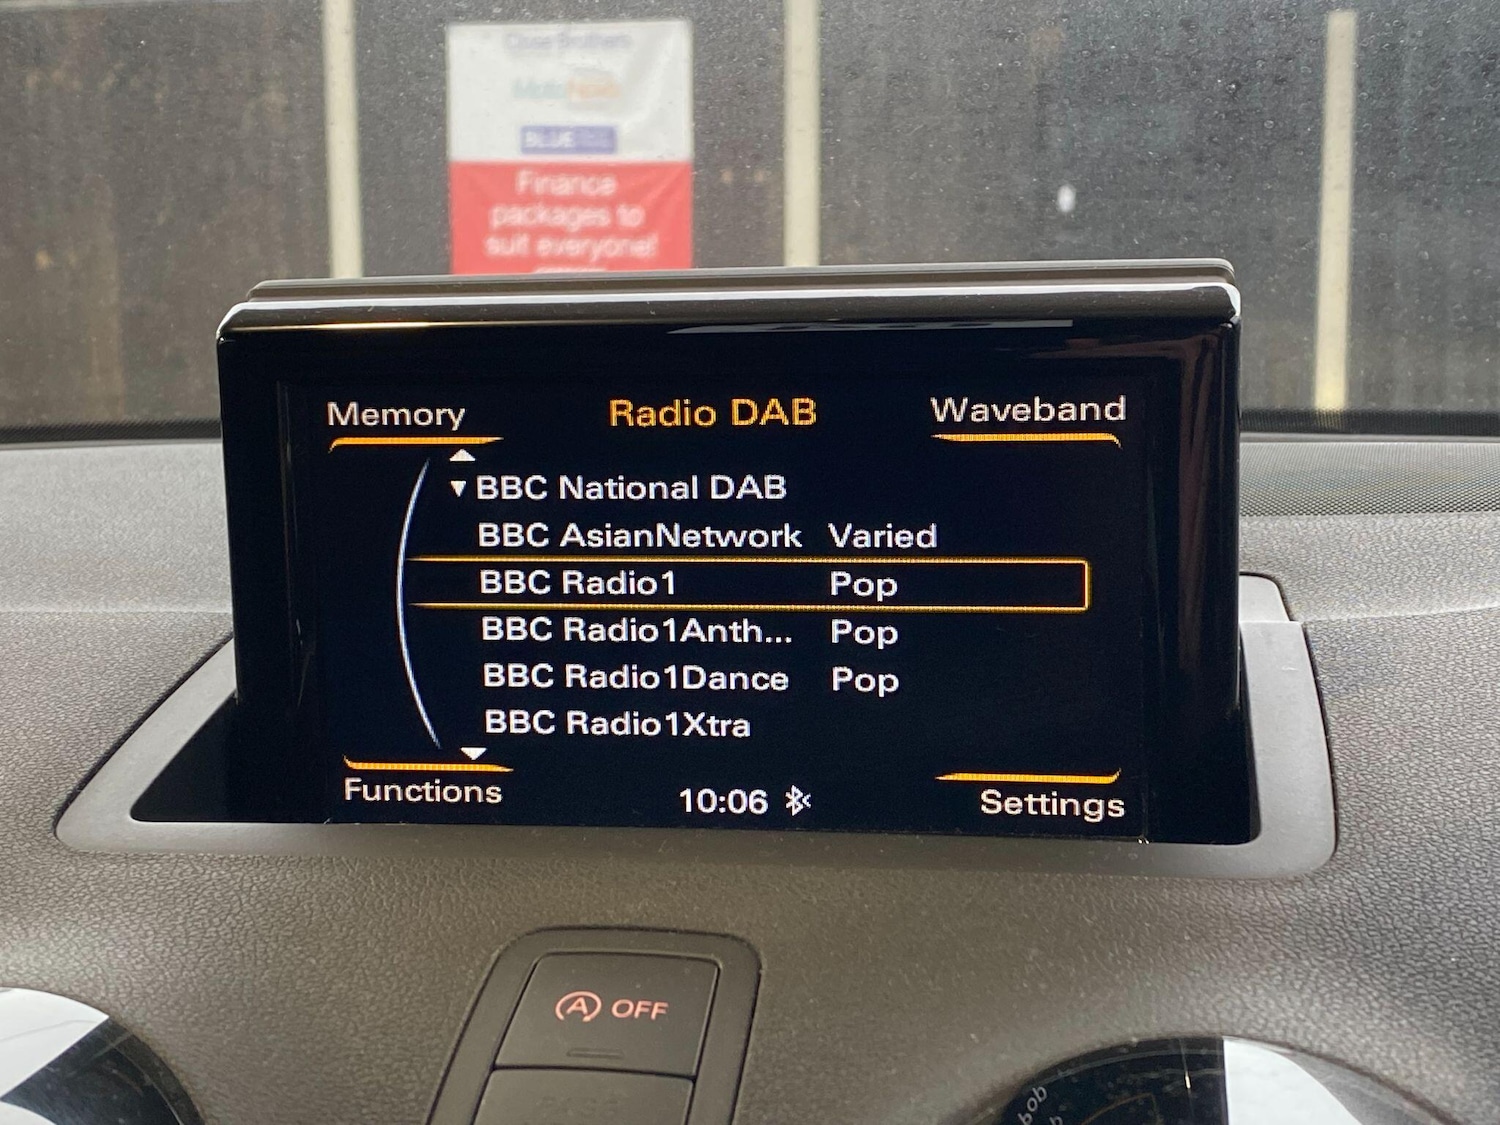 BLUE
Finance
packages to
suit everyone!
Memory Radio DAB Waveband
BBC National DAB
BBC AsianNetwork Varied
BBC Radio1 Pop
BBC Radio1Anth... Pop
BBC Radio1Dance Pop
BBC Radio1Xtra
Functions 10:06 Settings
A OFF